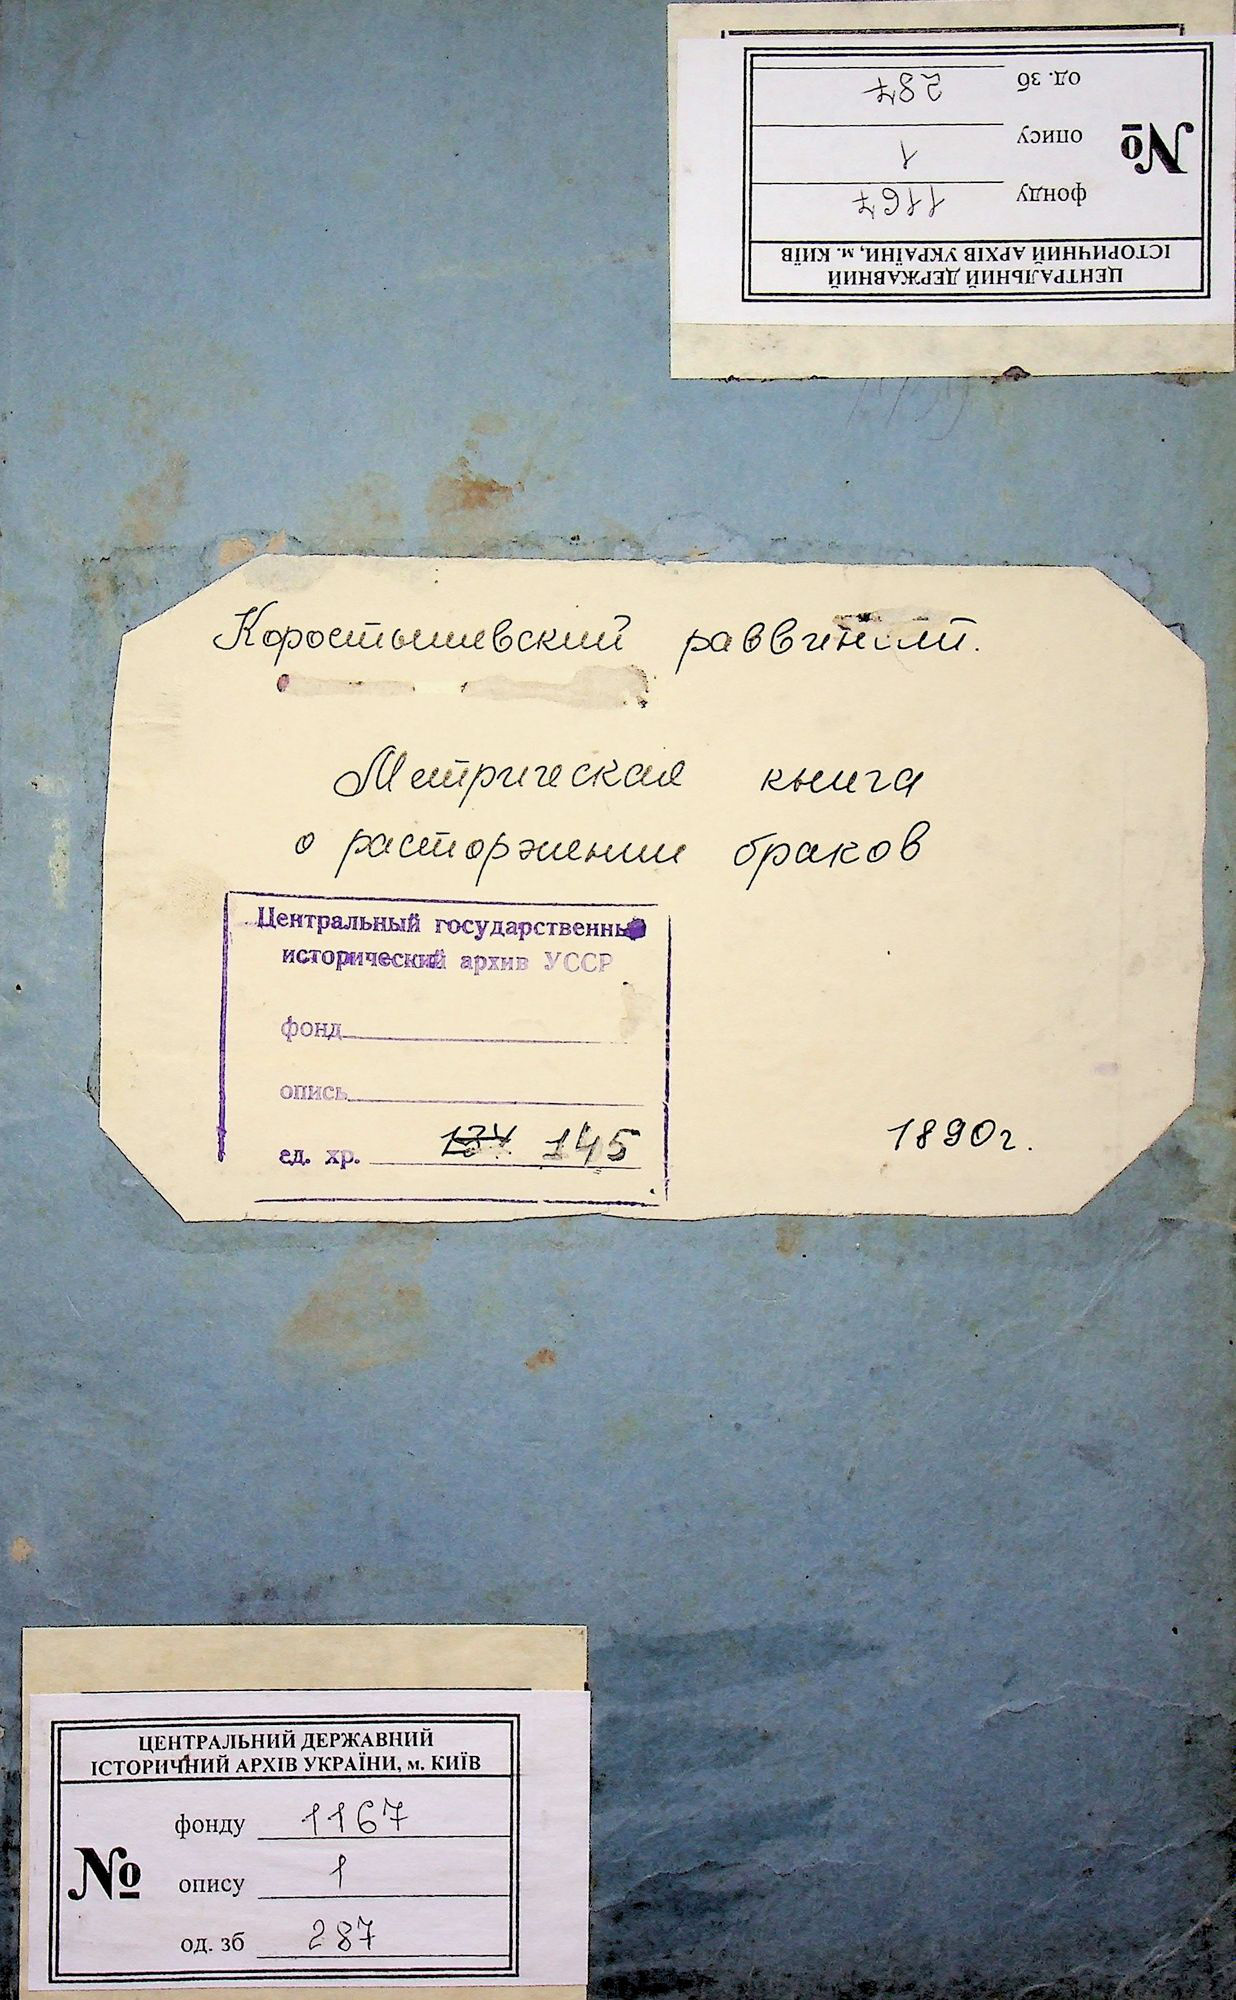 ЦЕНТРАЛЬНИЙ ДЕРЖАВНИЙ
ІСТОРИЧНИЙ АРХІВ УКРАЇНИ, м. КИЇВ
№
фонду 1167
опису 1
од. зб 287
Коростышевский раввинат.
Метрическая книга
о расторжении браков
Центральный государственный
исторический архив УССР
фонд
опись
ед. хр. 134 145
1890г.
ЦЕНТРАЛЬНИЙ ДЕРЖАВНИЙ
ІСТОРИЧНИЙ АРХІВ УКРАЇНИ, м. КИЇВ
№
фонду 1167
опису 1
од. зб 287